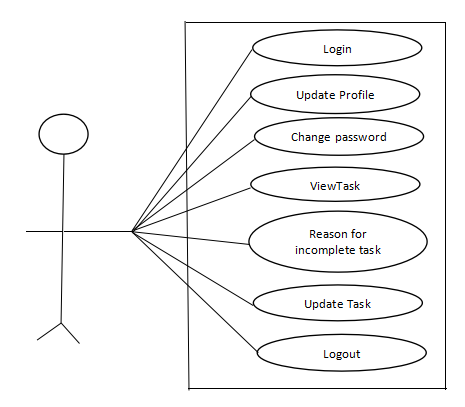 Login
Update Profile
Change password
ViewTask
Reason for
incomplete task
Update Task
Logout